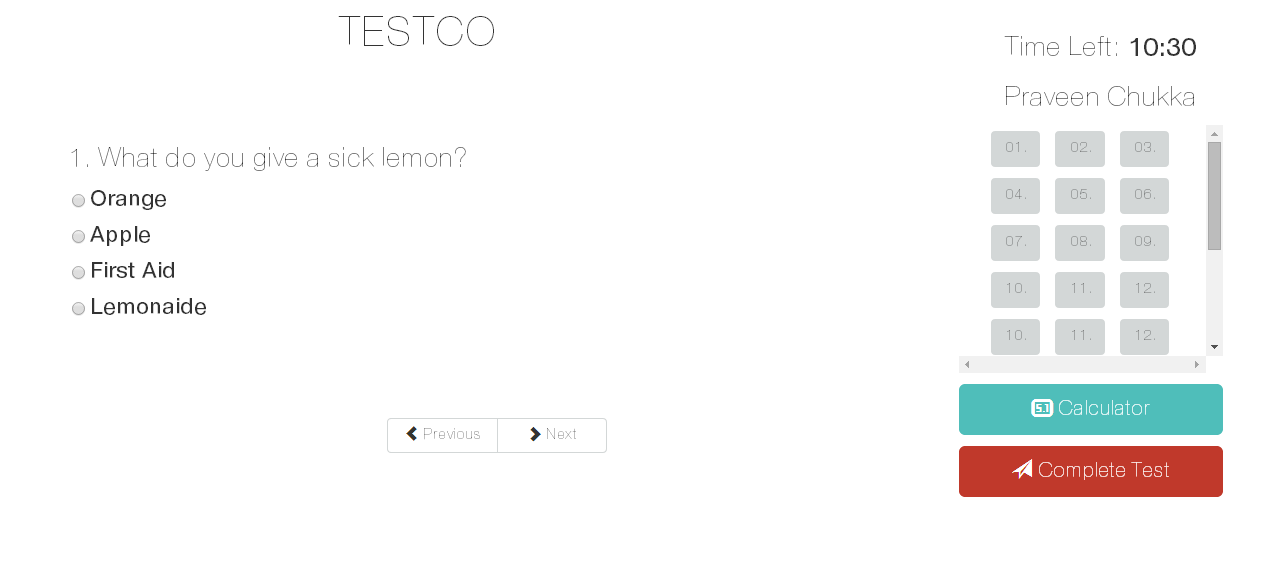 TESTCO
Time Left: 10:30
Praveen Chukka
1. What do you give a sick lemon?
Orange
Apple
First Aid
Lemonaide
Previous Next
01. 02. 03.
04. 05. 06.
07. 08. 09.
10. 11. 12.
10. 11. 12.
Calculator
Complete Test